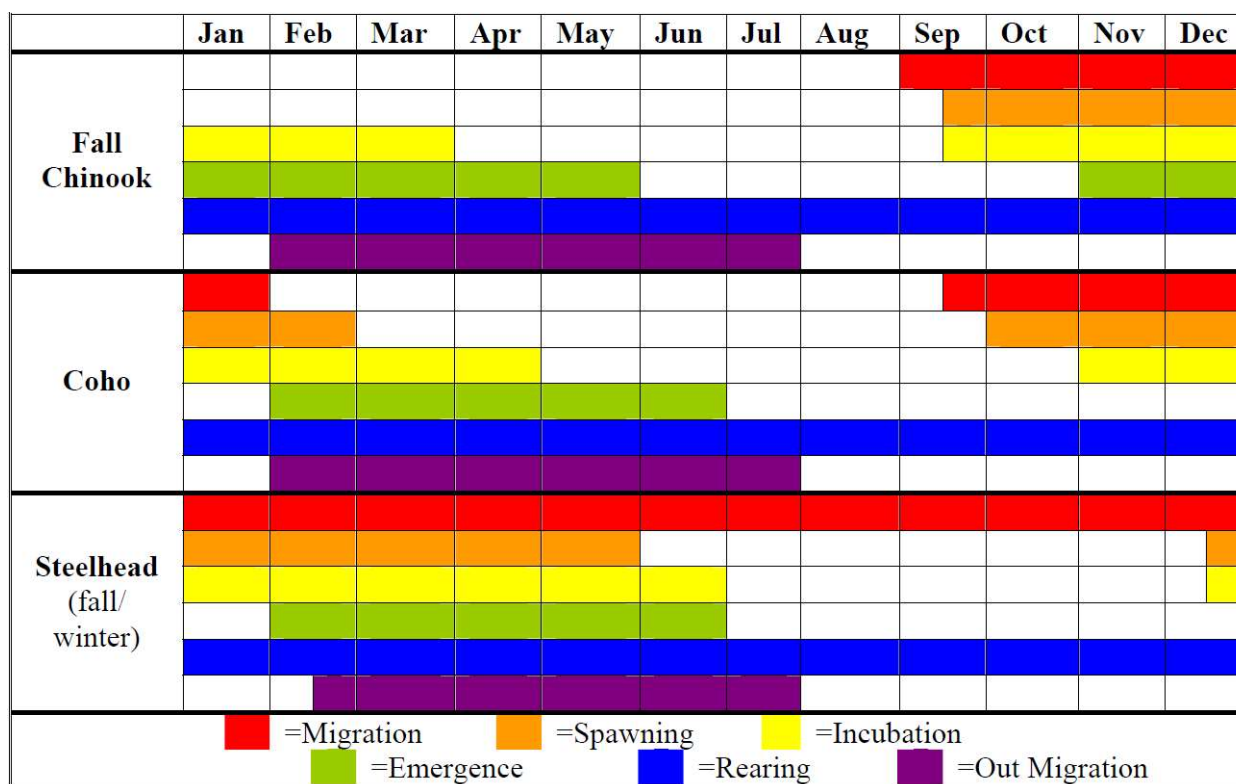 Jan Feb Mar Apr May Jun Jul Aug Sep Oct Nov Dec
Fall
Chinook
Coho
Steelhead
(fall/
winter)
=Migration =Spawning =Incubation
=Emergence =Rearing =Out Migration